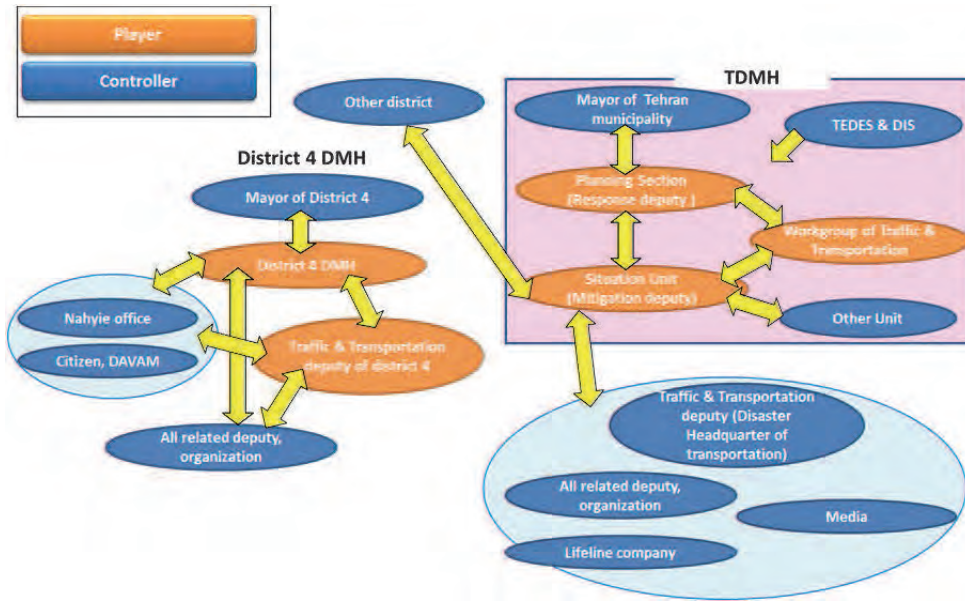 Player
Controller
TDMH
Other district
Mayor of Tehran
municipality
TEDES & DIS
District 4 DMH
Mayor of District 4
Planning Section
(Response deputy )
Workgroup of Traffic &
Transportation
District 4 DMH
Situation Unit
(Mitigation deputy)
Nahyie office
Other Unit
Citizen, DAVAM
Traffic & Transportation
deputy of district 4
All related deputy,
organization
Traffic & Transportation
deputy (Disaster
Headquarter of
transportation)
All related deputy,
organization
Media
Lifeline company